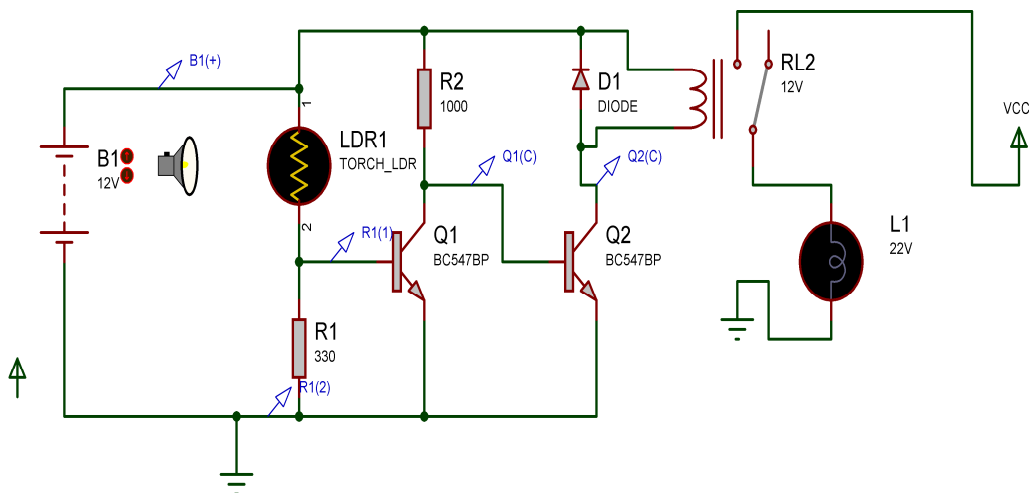 B1(+)
B1
12V
1
LDR1
TORCH_LDR
2
R2
1000
D1
DIODE
RL2
12V
VCC
Q1(C)
Q2(C)
R1(1)
Q1
BC547BP
Q2
BC547BP
L1
22V
R1
330
R1(2)